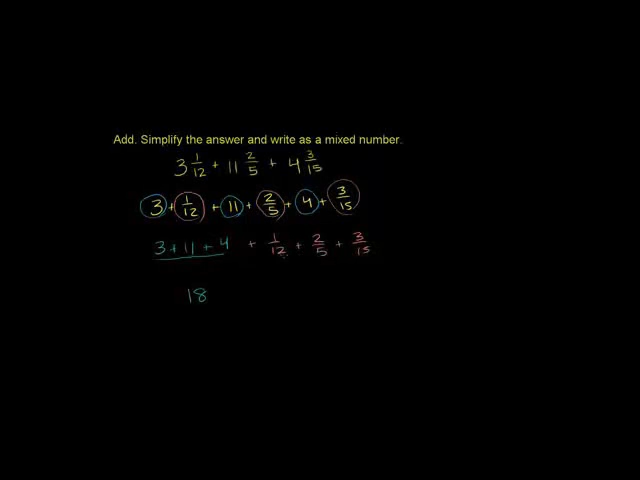 Add. Simplify the answer and write as a mixed number.
3 1/12 + 11 2/5 + 4 3/15
3 + 1/12 + 11 + 2/5 + 4 + 3/15
3 + 11 + 4 + 1/12 + 2/5 + 3/15
18